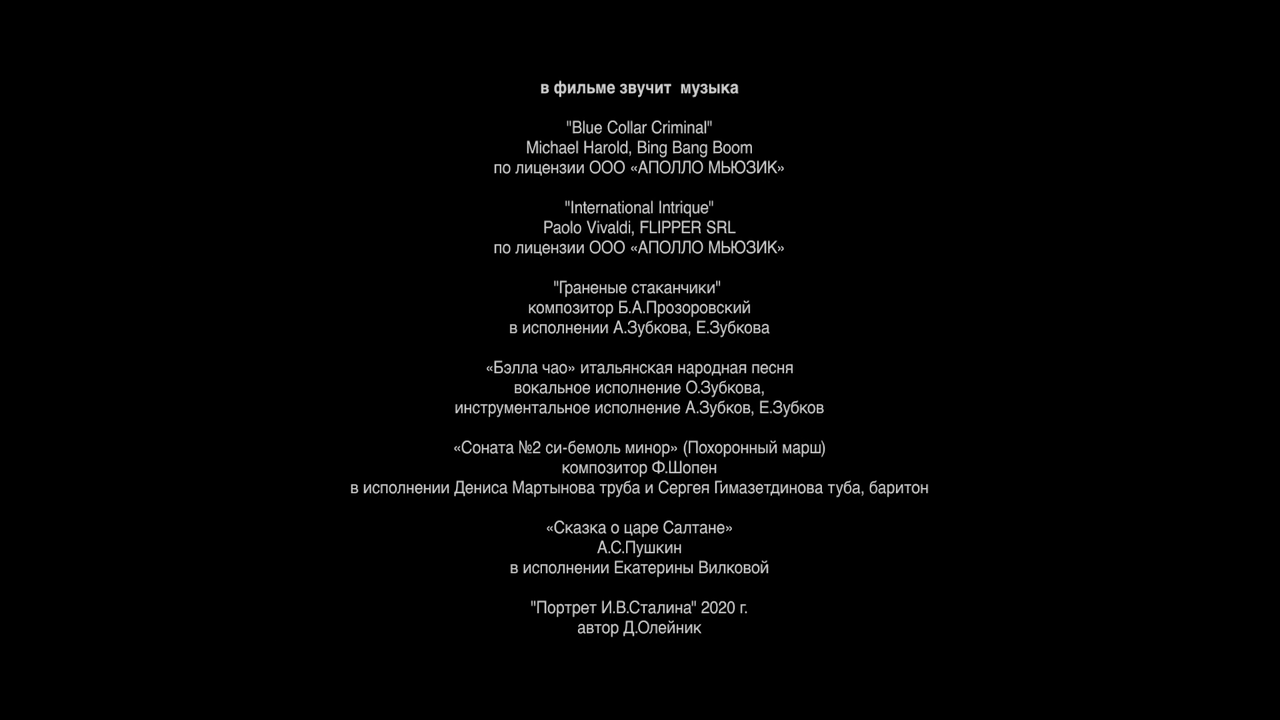 в фильме звучит  музыка
"Blue Collar Criminal"
Michael Harold, Bing Bang Boom
по лицензии ООО «АПОЛЛО МЬЮЗИК»
"International Intrique"
Paolo Vivaldi, FLIPPER SRL
по лицензии ООО «АПОЛЛО МЬЮЗИК»
"Граненые стаканчики"
композитор Б.А.Прозоровский
в исполнении А.Зубкова, Е.Зубкова
«Бэлла чао» итальянская народная песня
вокальное исполнение О.Зубкова,
инструментальное исполнение А.Зубков, Е.Зубков
«Соната №2 си-бемоль минор» (Похоронный марш)
композитор Ф.Шопен
в исполнении Дениса Мартынова труба и Сергея Гимазетдинова туба, баритон
«Сказка о царе Салтане»
А.С.Пушкин
в исполнении Екатерины Вилковой
"Портрет И.В.Сталина" 2020 г.
автор Д.Олейник